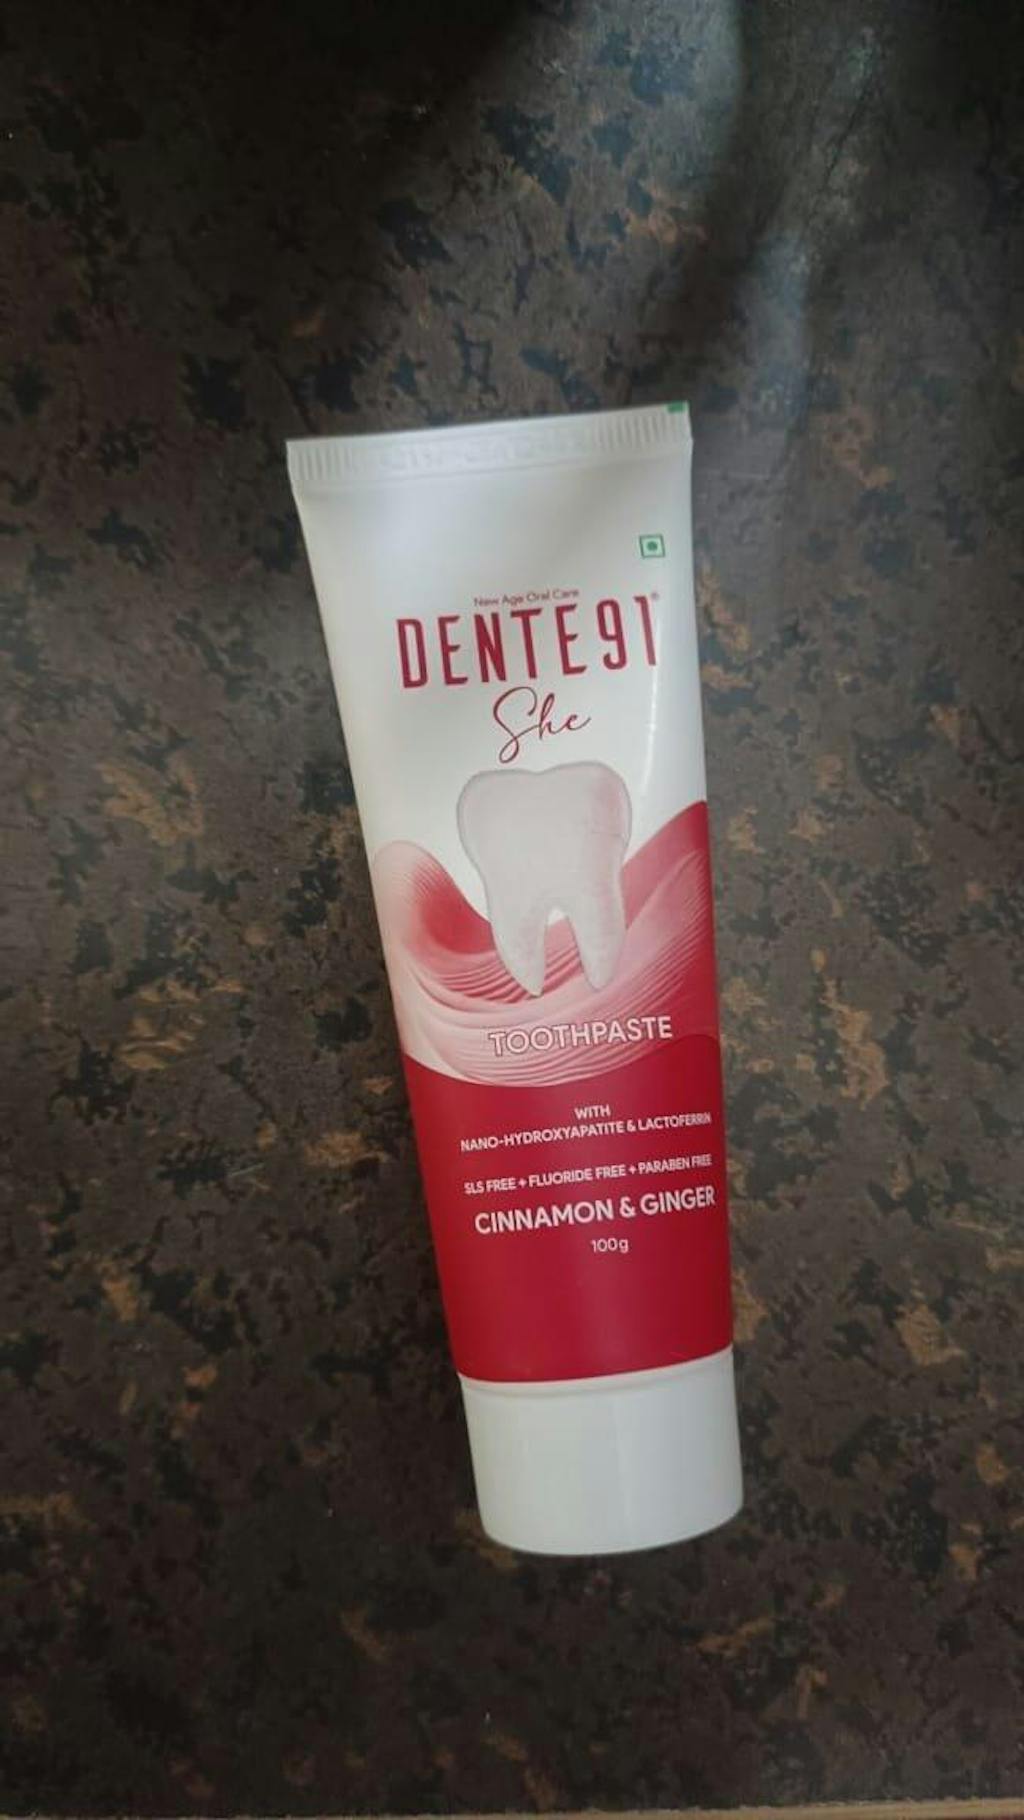 New Age Oral Care
DENTE91®
She
TOOTHPASTE
WITH
NANO-HYDROXYAPATITE & LACTOFERRIN
SLS FREE + FLUORIDE FREE + PARABEN FREE
CINNAMON & GINGER
100g